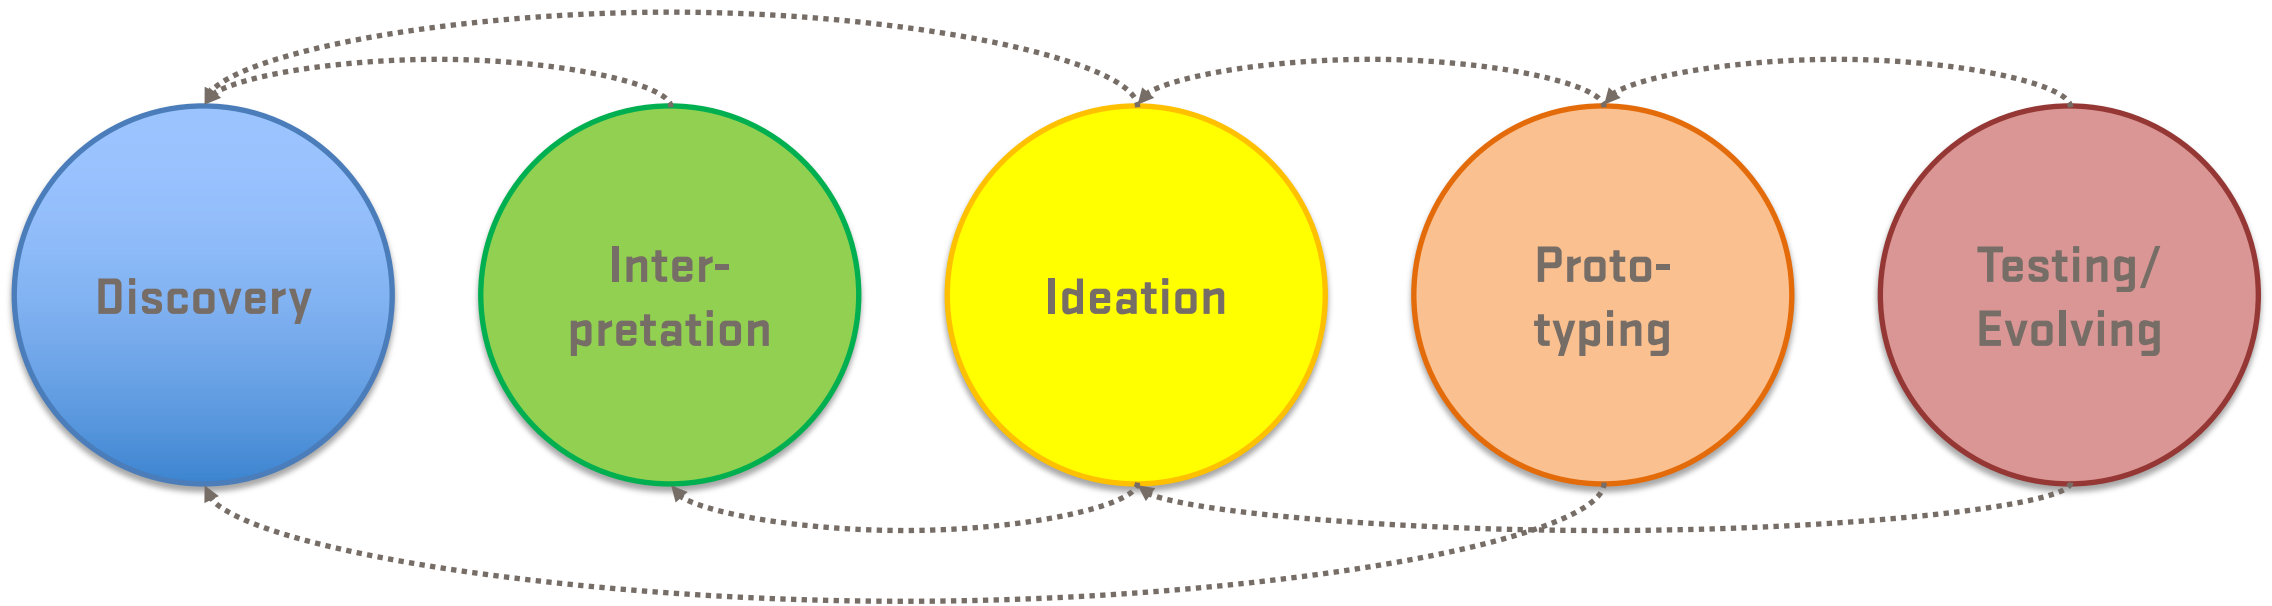 Discovery
Inter-
pretation
Ideation
Proto-
typing
Testing/
Evolving